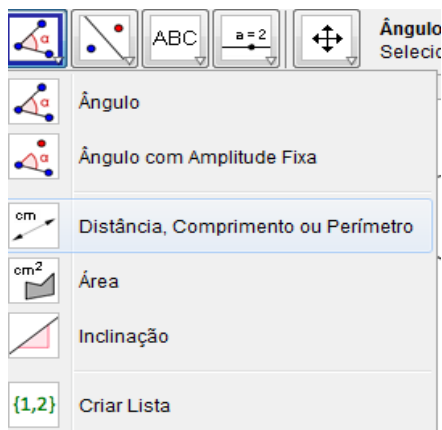 α ABC a = 2 Ângulo
Selecio
α Ângulo
α Ângulo com Amplitude Fixa
cm Distância, Comprimento ou Perímetro
cm² Área
Inclinação
{1,2} Criar Lista